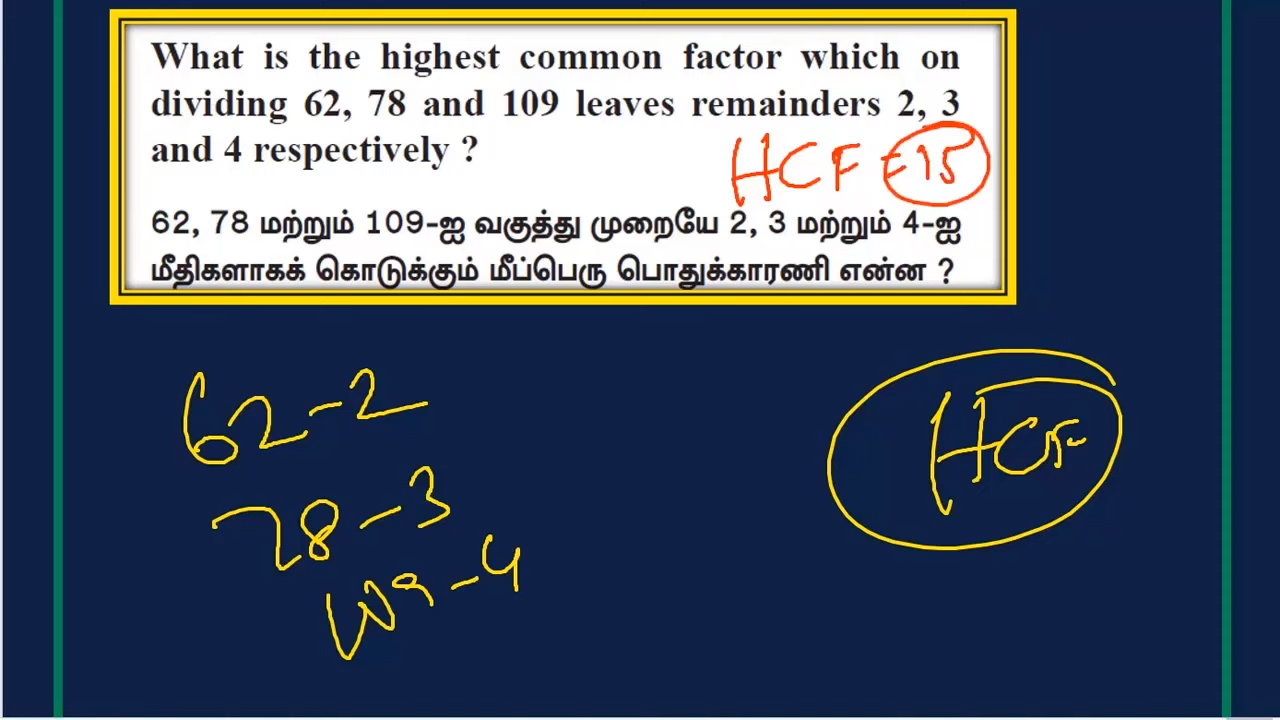 What is the highest common factor which on
dividing 62, 78 and 109 leaves remainders 2, 3
and 4 respectively ?
HCF = 15
62, 78 மற்றும் 109-ஐ வகுத்து முறையே 2, 3 மற்றும் 4-ஐ
மீதிகளாகக் கொடுக்கும் மீப்பெரு பொதுக்காரணி என்ன ?
62-2
HCF
78-3
109-4